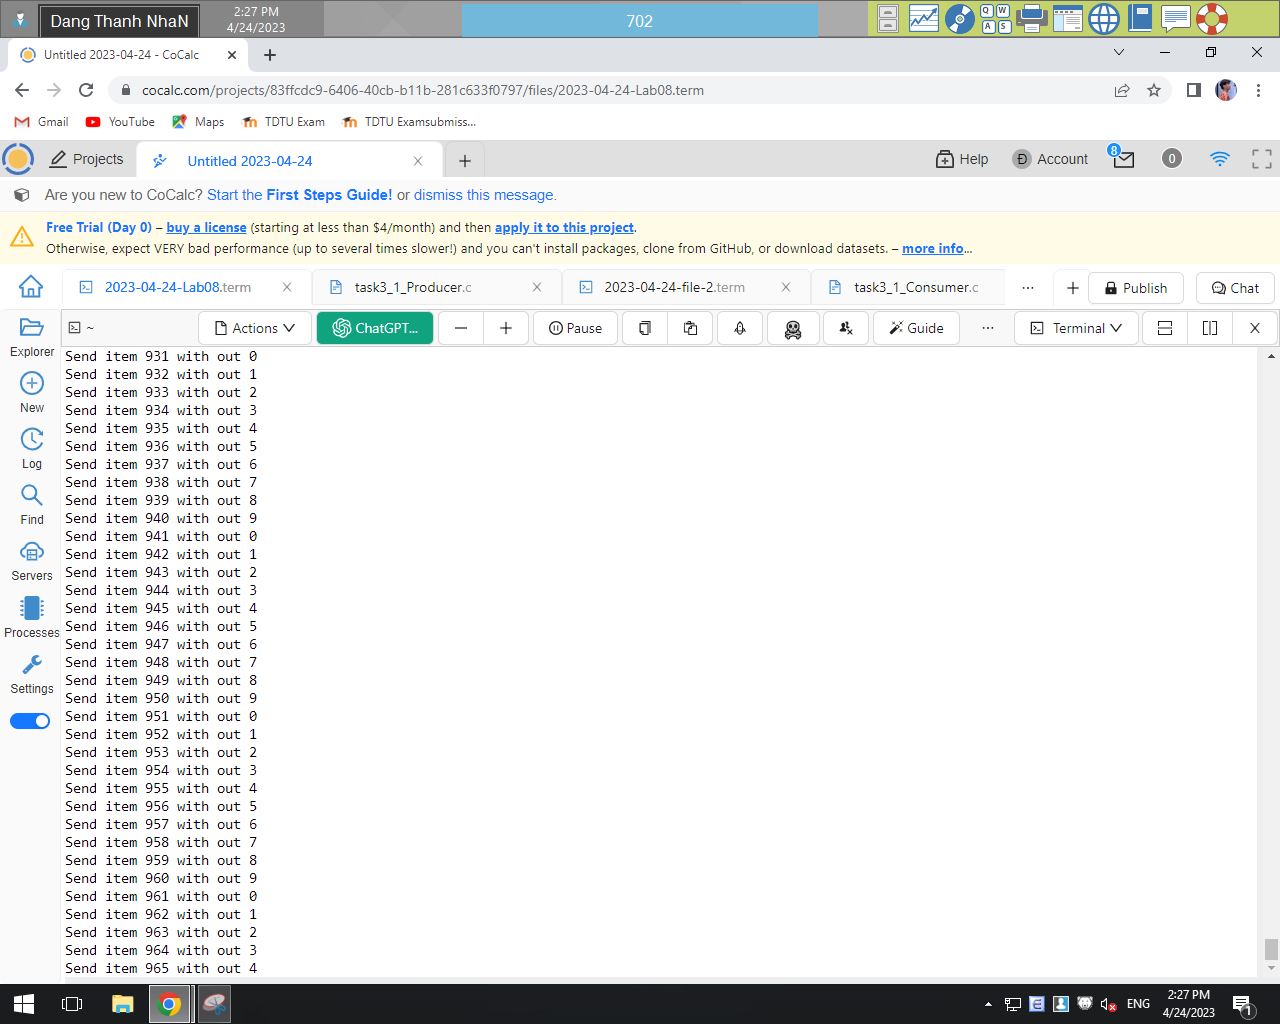 Dang Thanh NhaN
2:27 PM
4/24/2023
702
Q W
A S
Untitled 2023-04-24 - CoCalc
cocalc.com/projects/83ffcdc9-6406-40cb-b11b-281c633f0797/files/2023-04-24-Lab08.term
Gmail YouTube Maps TDTU Exam TDTU Examsubmiss...
Projects Untitled 2023-04-24 Help Account 8 0
Are you new to CoCalc? Start the First Steps Guide! or dismiss this message.
Free Trial (Day 0) – buy a license (starting at less than $4/month) and then apply it to this project.
Otherwise, expect VERY bad performance (up to several times slower!) and you can't install packages, clone from GitHub, or download datasets. – more info...
2023-04-24-Lab08.term task3_1_Producer.c 2023-04-24-file-2.term task3_1_Consumer.c ... Publish Chat
~ Actions ChatGPT... Pause Guide ... Terminal
Explorer
New
Log
Find
Servers
Processes
Settings
Send item 931 with out 0
Send item 932 with out 1
Send item 933 with out 2
Send item 934 with out 3
Send item 935 with out 4
Send item 936 with out 5
Send item 937 with out 6
Send item 938 with out 7
Send item 939 with out 8
Send item 940 with out 9
Send item 941 with out 0
Send item 942 with out 1
Send item 943 with out 2
Send item 944 with out 3
Send item 945 with out 4
Send item 946 with out 5
Send item 947 with out 6
Send item 948 with out 7
Send item 949 with out 8
Send item 950 with out 9
Send item 951 with out 0
Send item 952 with out 1
Send item 953 with out 2
Send item 954 with out 3
Send item 955 with out 4
Send item 956 with out 5
Send item 957 with out 6
Send item 958 with out 7
Send item 959 with out 8
Send item 960 with out 9
Send item 961 with out 0
Send item 962 with out 1
Send item 963 with out 2
Send item 964 with out 3
Send item 965 with out 4
ENG
2:27 PM
4/24/2023
1